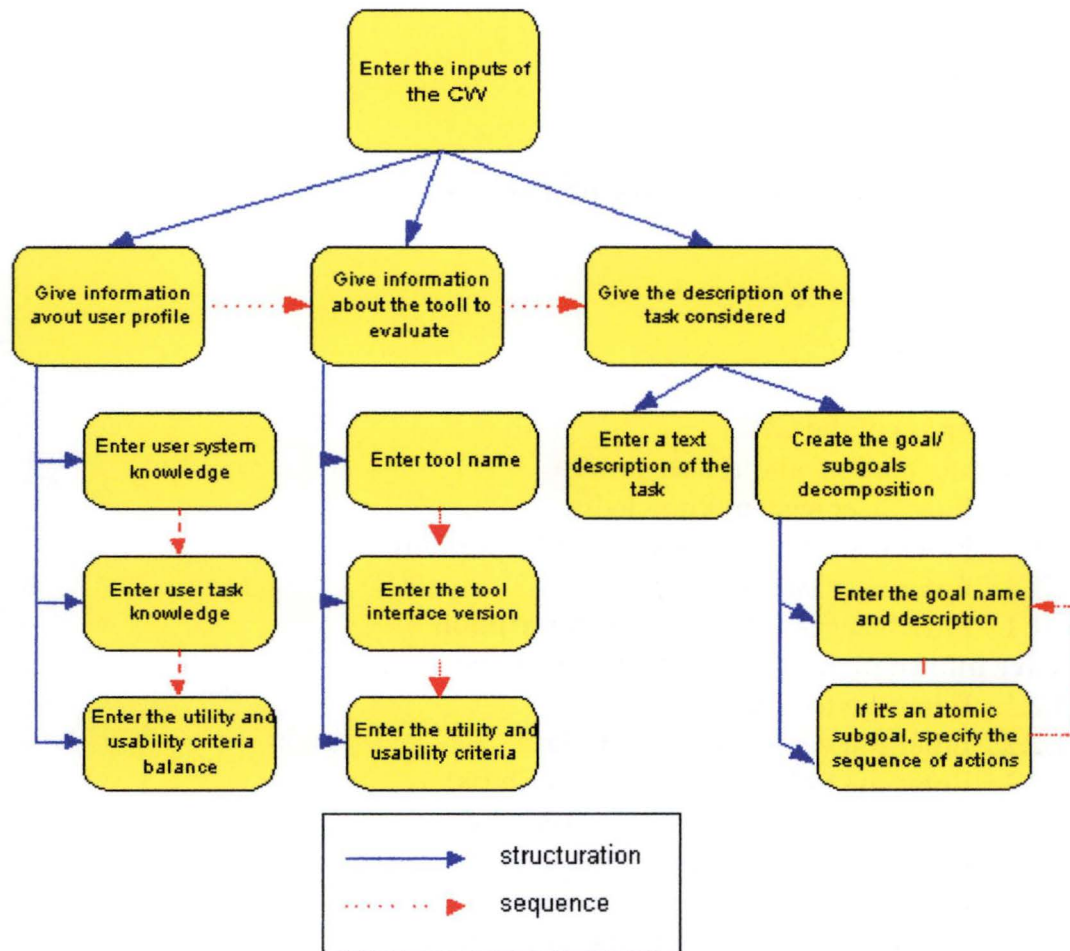 Enter the inputs of
the CW
Give information
avout user profile
Give information
about the tooll to
evaluate
Give the description of the
task considered
Enter user system
knowledge
Enter tool name
Enter a text
description of the
task
Create the goal/
subgoals
decomposition
Enter user task
knowledge
Enter the tool
interface version
Enter the goal name
and description
Enter the utility and
usability criteria
balance
Enter the utility and
usability criteria
If it's an atomic
subgoal, specify the
sequence of actions
structuration
sequence